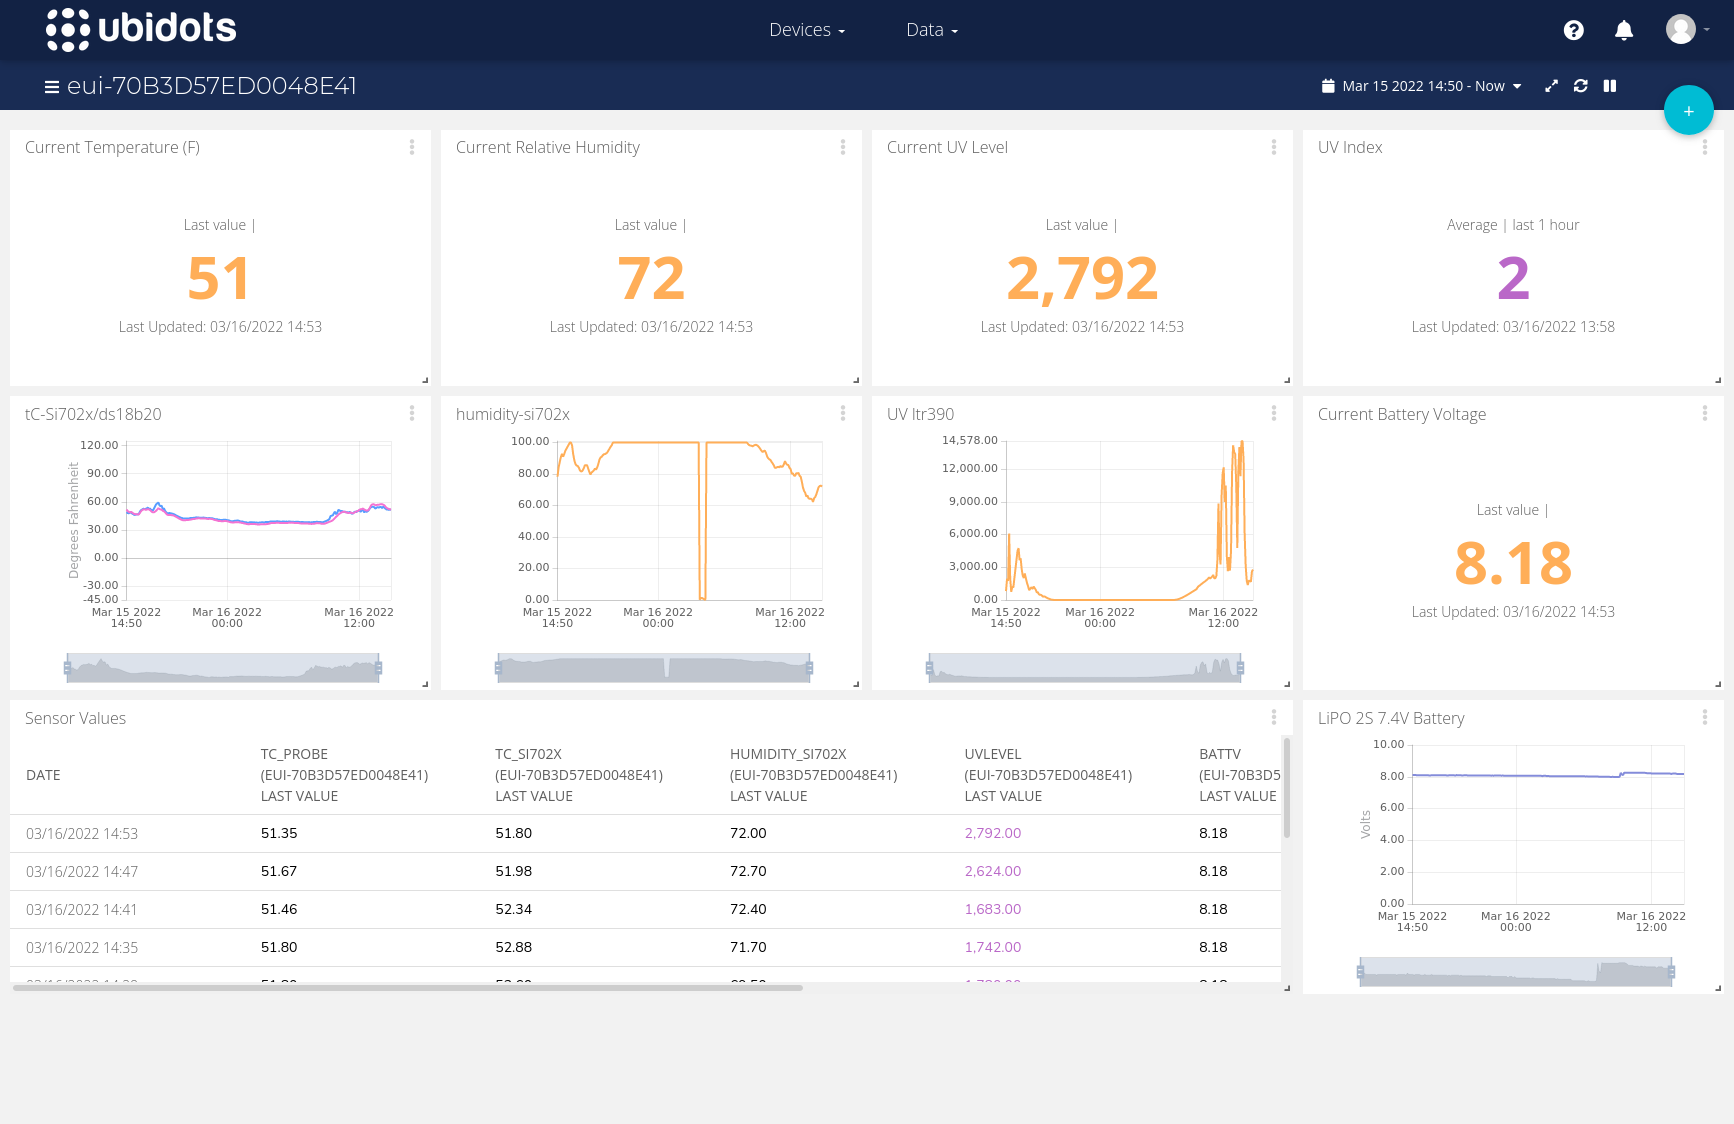 ubidots
Devices
Data
eui-70B3D57ED0048E41
Mar 15 2022 14:50 - Now
+
Current Temperature (F)
Last value |
51
Last Updated: 03/16/2022 14:53
Current Relative Humidity
Last value |
72
Last Updated: 03/16/2022 14:53
Current UV Level
Last value |
2,792
Last Updated: 03/16/2022 14:53
UV Index
Average | last 1 hour
2
Last Updated: 03/16/2022 13:58
tC-Si702x/ds18b20
Degrees Fahrenheit
120.00
90.00
60.00
30.00
0.00
-30.00
-45.00
Mar 15 2022 Mar 16 2022 Mar 16 2022
14:50 00:00 12:00
humidity-si702x
100.00
80.00
60.00
40.00
20.00
0.00
Mar 15 2022 Mar 16 2022 Mar 16 2022
14:50 00:00 12:00
UV ltr390
14,578.00
12,000.00
9,000.00
6,000.00
3,000.00
0.00
Mar 15 2022 Mar 16 2022 Mar 16 2022
14:50 00:00 12:00
Current Battery Voltage
Last value |
8.18
Last Updated: 03/16/2022 14:53
Sensor Values
TC_PROBE TC_SI702X HUMIDITY_SI702X UVLEVEL BATTV
DATE (EUI-70B3D57ED0048E41) (EUI-70B3D57ED0048E41) (EUI-70B3D57ED0048E41) (EUI-70B3D57ED0048E41) (EUI-70B3D5
LAST VALUE LAST VALUE LAST VALUE LAST VALUE LAST VALUE
03/16/2022 14:53 51.35 51.80 72.00 2,792.00 8.18
03/16/2022 14:47 51.67 51.98 72.70 2,624.00 8.18
03/16/2022 14:41 51.46 52.34 72.40 1,683.00 8.18
03/16/2022 14:35 51.80 52.88 71.70 1,742.00 8.18
LiPO 2S 7.4V Battery
Volts
10.00
8.00
6.00
4.00
2.00
0.00
Mar 15 2022 Mar 16 2022 Mar 16 2022
14:50 00:00 12:00